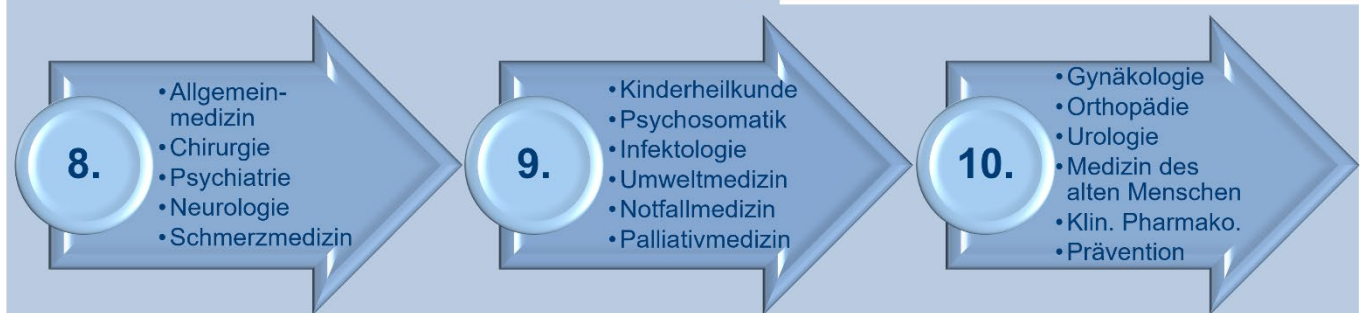 8.
•Allgemein-
medizin
•Chirurgie
•Psychiatrie
•Neurologie
•Schmerzmedizin
9.
•Kinderheilkunde
•Psychosomatik
•Infektologie
•Umweltmedizin
•Notfallmedizin
•Palliativmedizin
10.
•Gynäkologie
•Orthopädie
•Urologie
•Medizin des
alten Menschen
•Klin. Pharmako.
•Prävention